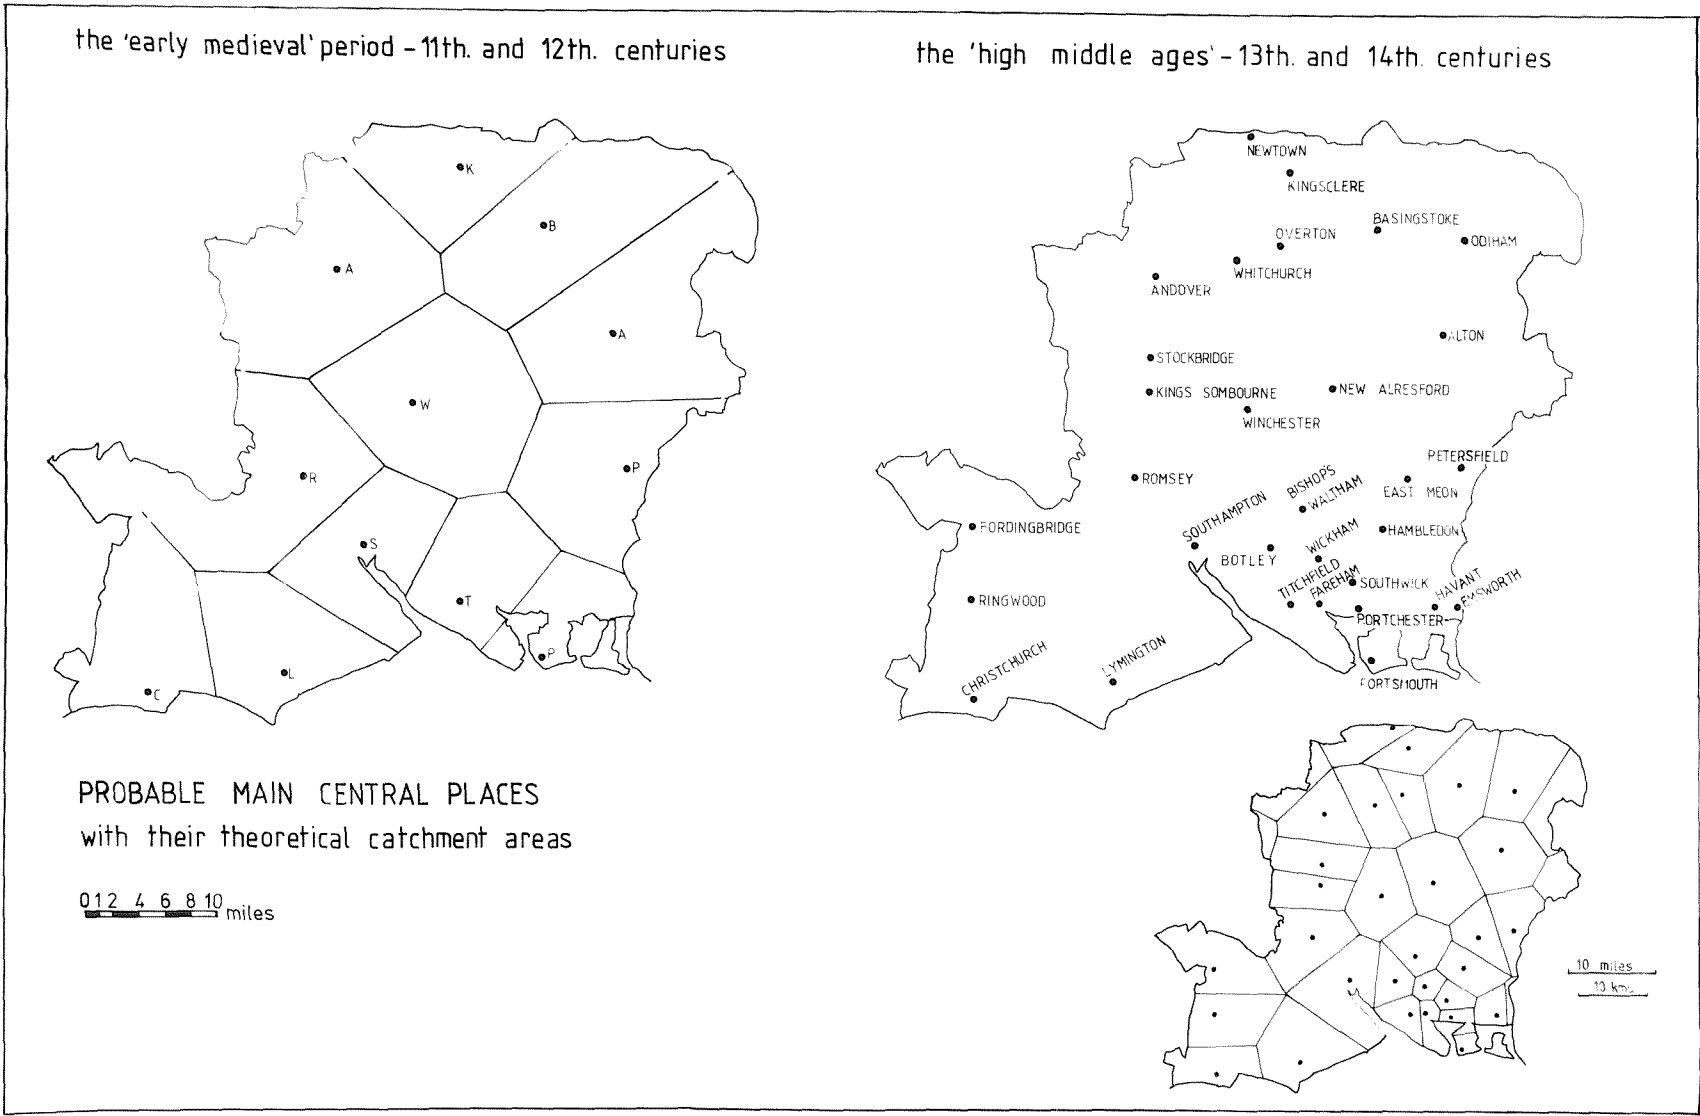 the 'early medieval' period - 11th. and 12th. centuries
K
B
A
A
W
R
P
S
T
P
L
C
the 'high middle ages' - 13th. and 14th. centuries
NEWTOWN
KINGSCLERE
BASINGSTOKE
OVERTON
ODIHAM
WHITCHURCH
ANDOVER
ALTON
STOCKBRIDGE
KINGS SOMBOURNE
NEW ALRESFORD
WINCHESTER
PETERSFIELD
ROMSEY
BISHOP'S
WALTHAM
EAST MEON
SOUTHAMPTON
FORDINGBRIDGE
HAMBLEDON
WICKHAM
BOTLEY
TITCHFIELD
FAREHAM
SOUTHWICK
HAVANT
EMSWORTH
RINGWOOD
PORTCHESTER
CHRISTCHURCH
LYMINGTON
PORTSMOUTH
PROBABLE MAIN CENTRAL PLACES
with their theoretical catchment areas
0 1 2 4 6 8 10
miles
10 miles
10 kms.